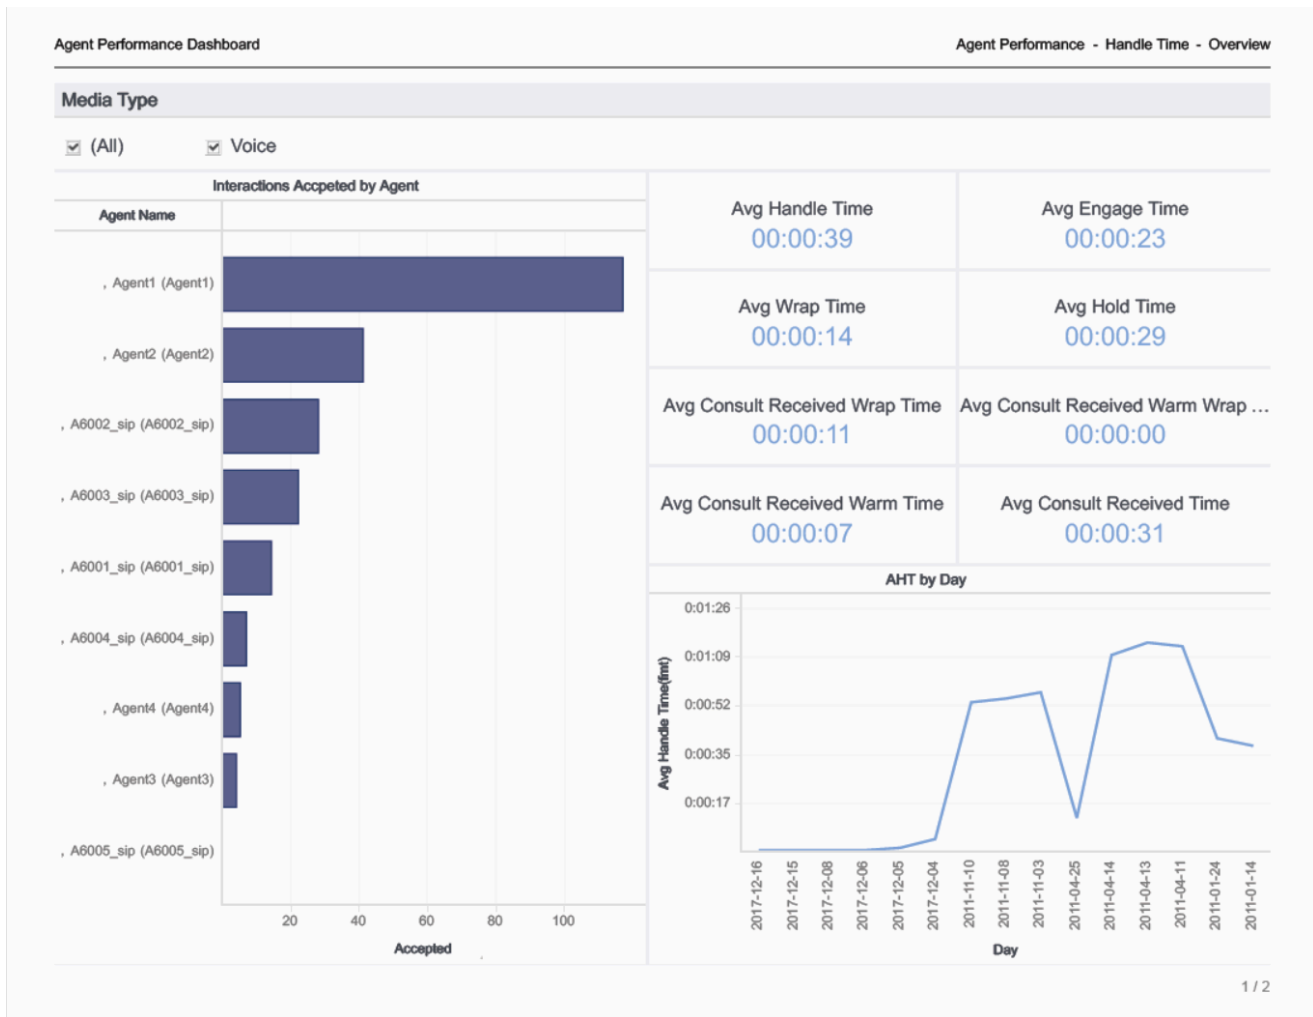 Agent Performance Dashboard
Agent Performance - Handle Time - Overview
Media Type
(All)
Voice
Interactions Accpeted by Agent
Agent Name
, Agent1 (Agent1)
, Agent2 (Agent2)
, A6002_sip (A6002_sip)
, A6003_sip (A6003_sip)
, A6001_sip (A6001_sip)
, A6004_sip (A6004_sip)
, Agent4 (Agent4)
, Agent3 (Agent3)
, A6005_sip (A6005_sip)
20 40 60 80 100
Accepted
Avg Handle Time
00:00:39
Avg Engage Time
00:00:23
Avg Wrap Time
00:00:14
Avg Hold Time
00:00:29
Avg Consult Received Wrap Time
00:00:11
Avg Consult Received Warm Wrap ...
00:00:00
Avg Consult Received Warm Time
00:00:07
Avg Consult Received Time
00:00:31
AHT by Day
Avg Handle Time(fmt)
0:01:26
0:01:09
0:00:52
0:00:35
0:00:17
2017-12-16
2017-12-15
2017-12-08
2017-12-06
2017-12-05
2017-12-04
2011-11-10
2011-11-08
2011-11-03
2011-04-25
2011-04-14
2011-04-13
2011-04-11
2011-01-24
2011-01-14
Day
1 / 2